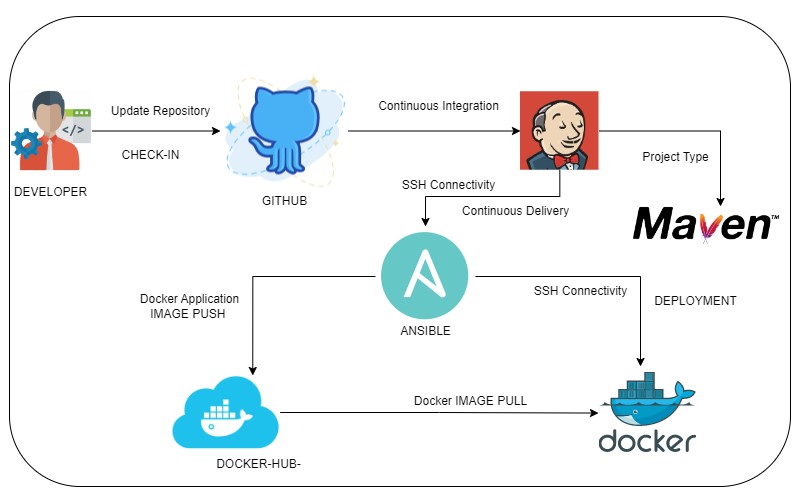 Update Repository
Continuous Integration
</>
CHECK-IN
Project Type
DEVELOPER
GITHUB
SSH Connectivity
Continuous Delivery
Maven™
Docker Application
IMAGE PUSH
SSH Connectivity
DEPLOYMENT
ANSIBLE
Docker IMAGE PULL
docker
DOCKER-HUB-